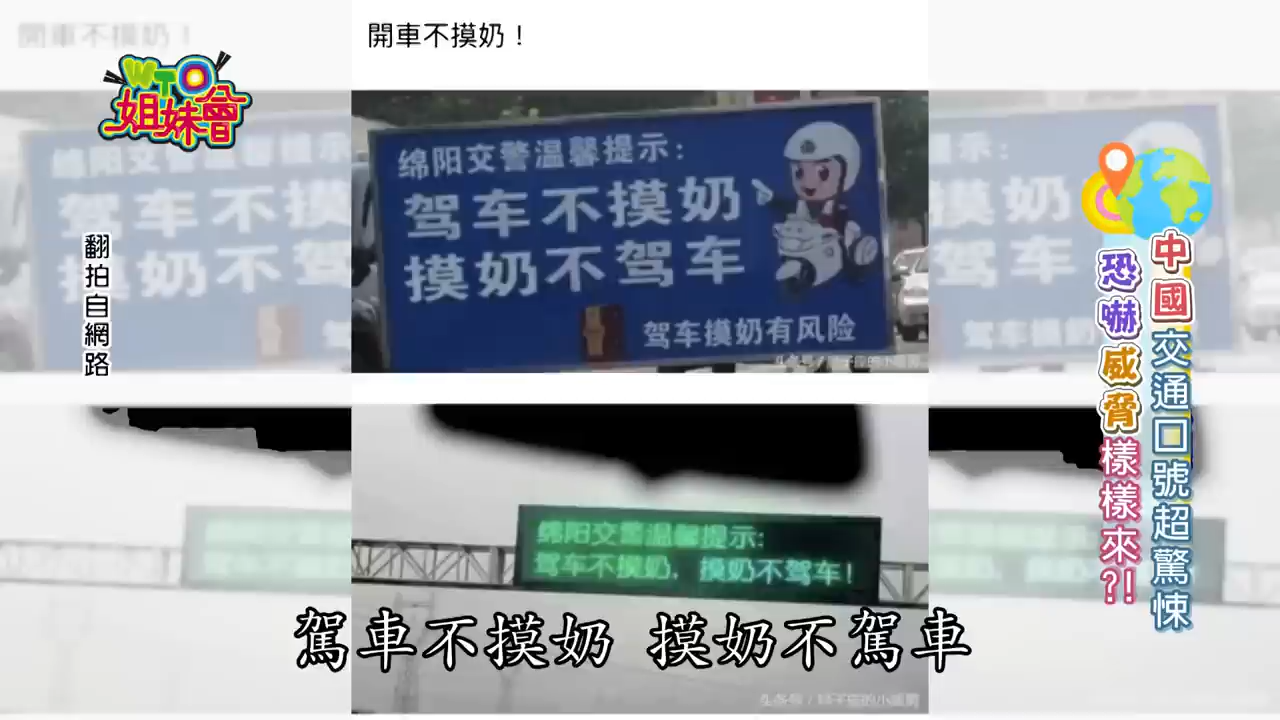 開車不摸奶！
WTO
姐妹會
翻拍自網路
绵阳交警温馨提示：
驾车不摸奶
摸奶不驾车
驾车摸奶有风险
中國交通口號超驚悚
恐嚇威脅樣樣來?!
绵阳交警温馨提示:
驾车不摸奶，摸奶不驾车!
駕車不摸奶 摸奶不駕車